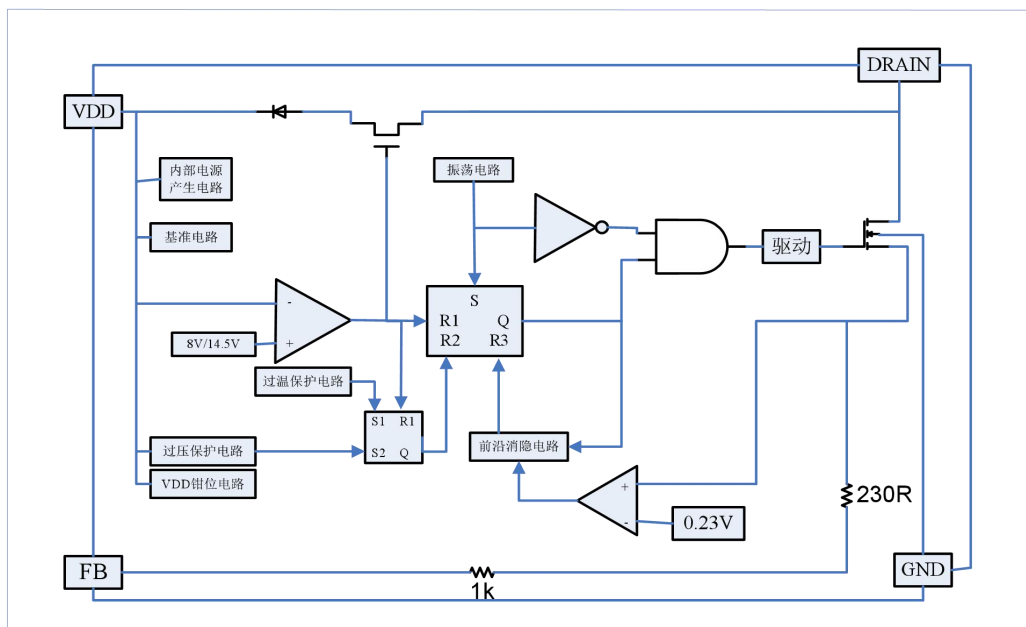 DRAIN
VDD
内部电源
产生电路
振荡电路
基准电路
驱动
S
-
R1
Q
+
R2
R3
8V/14.5V
过温保护电路
S1
R1
S2
Q
过压保护电路
前沿消隐电路
VDD钳位电路
+
-
0.23V
230R
FB
1k
GND